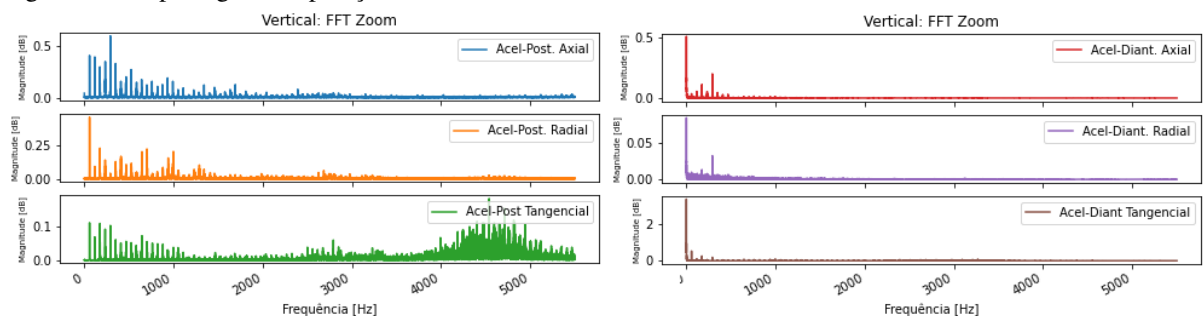 Vertical: FFT Zoom
Magnitude [dB]
0.5
0.0
Acel-Post. Axial
Magnitude [dB]
0.25
0.00
Acel-Post. Radial
Magnitude [dB]
0.1
0.0
Acel-Post Tangencial
0 1000 2000 3000 4000 5000
Frequência [Hz]
Vertical: FFT Zoom
Magnitude [dB]
0.5
0.0
Acel-Diant. Axial
Magnitude [dB]
0.05
0.00
Acel-Diant. Radial
Magnitude [dB]
2
0
Acel-Diant Tangencial
1000 2000 3000 4000 5000
Frequência [Hz]